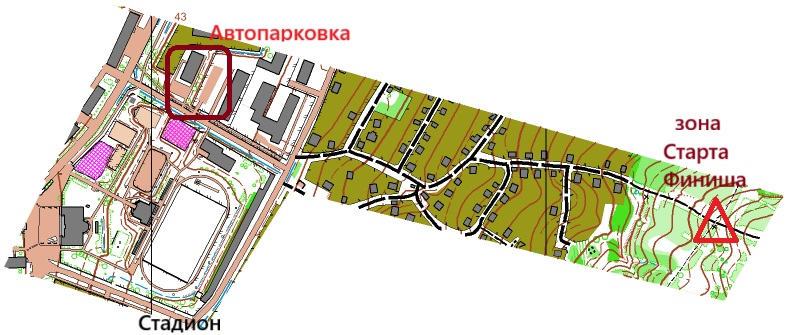 43
Автопарковка
зона
Старта
Финиша
Стадион